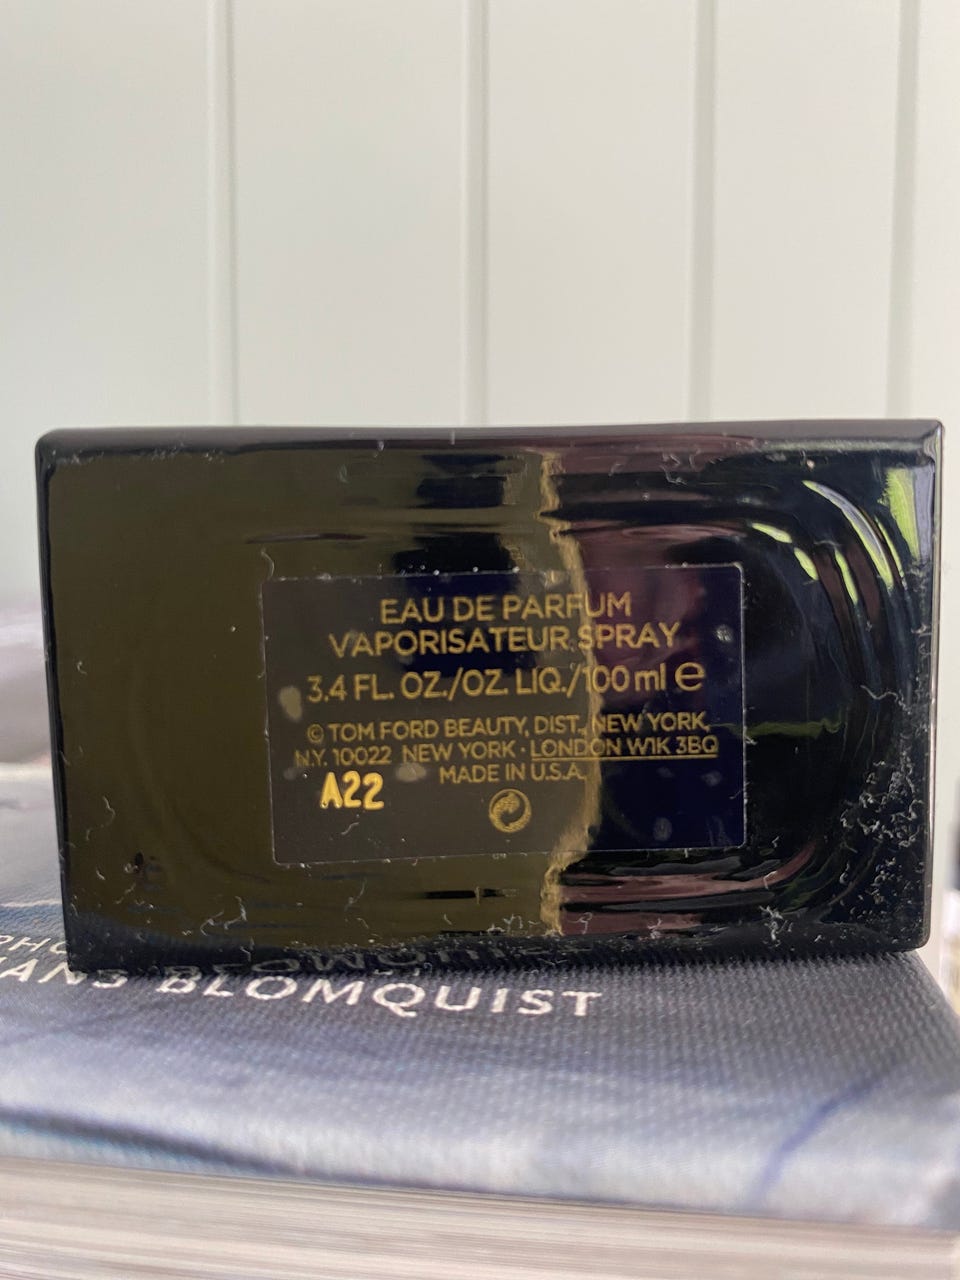 EAU DE PARFUM
VAPORISATEUR SPRAY
3.4 FL. OZ./OZ. LIQ./100 ml e
© TOM FORD BEAUTY, DIST., NEW YORK,
N.Y. 10022 NEW YORK · LONDON W1K 3BQ
MADE IN U.S.A.
A22
BLOMQUIST